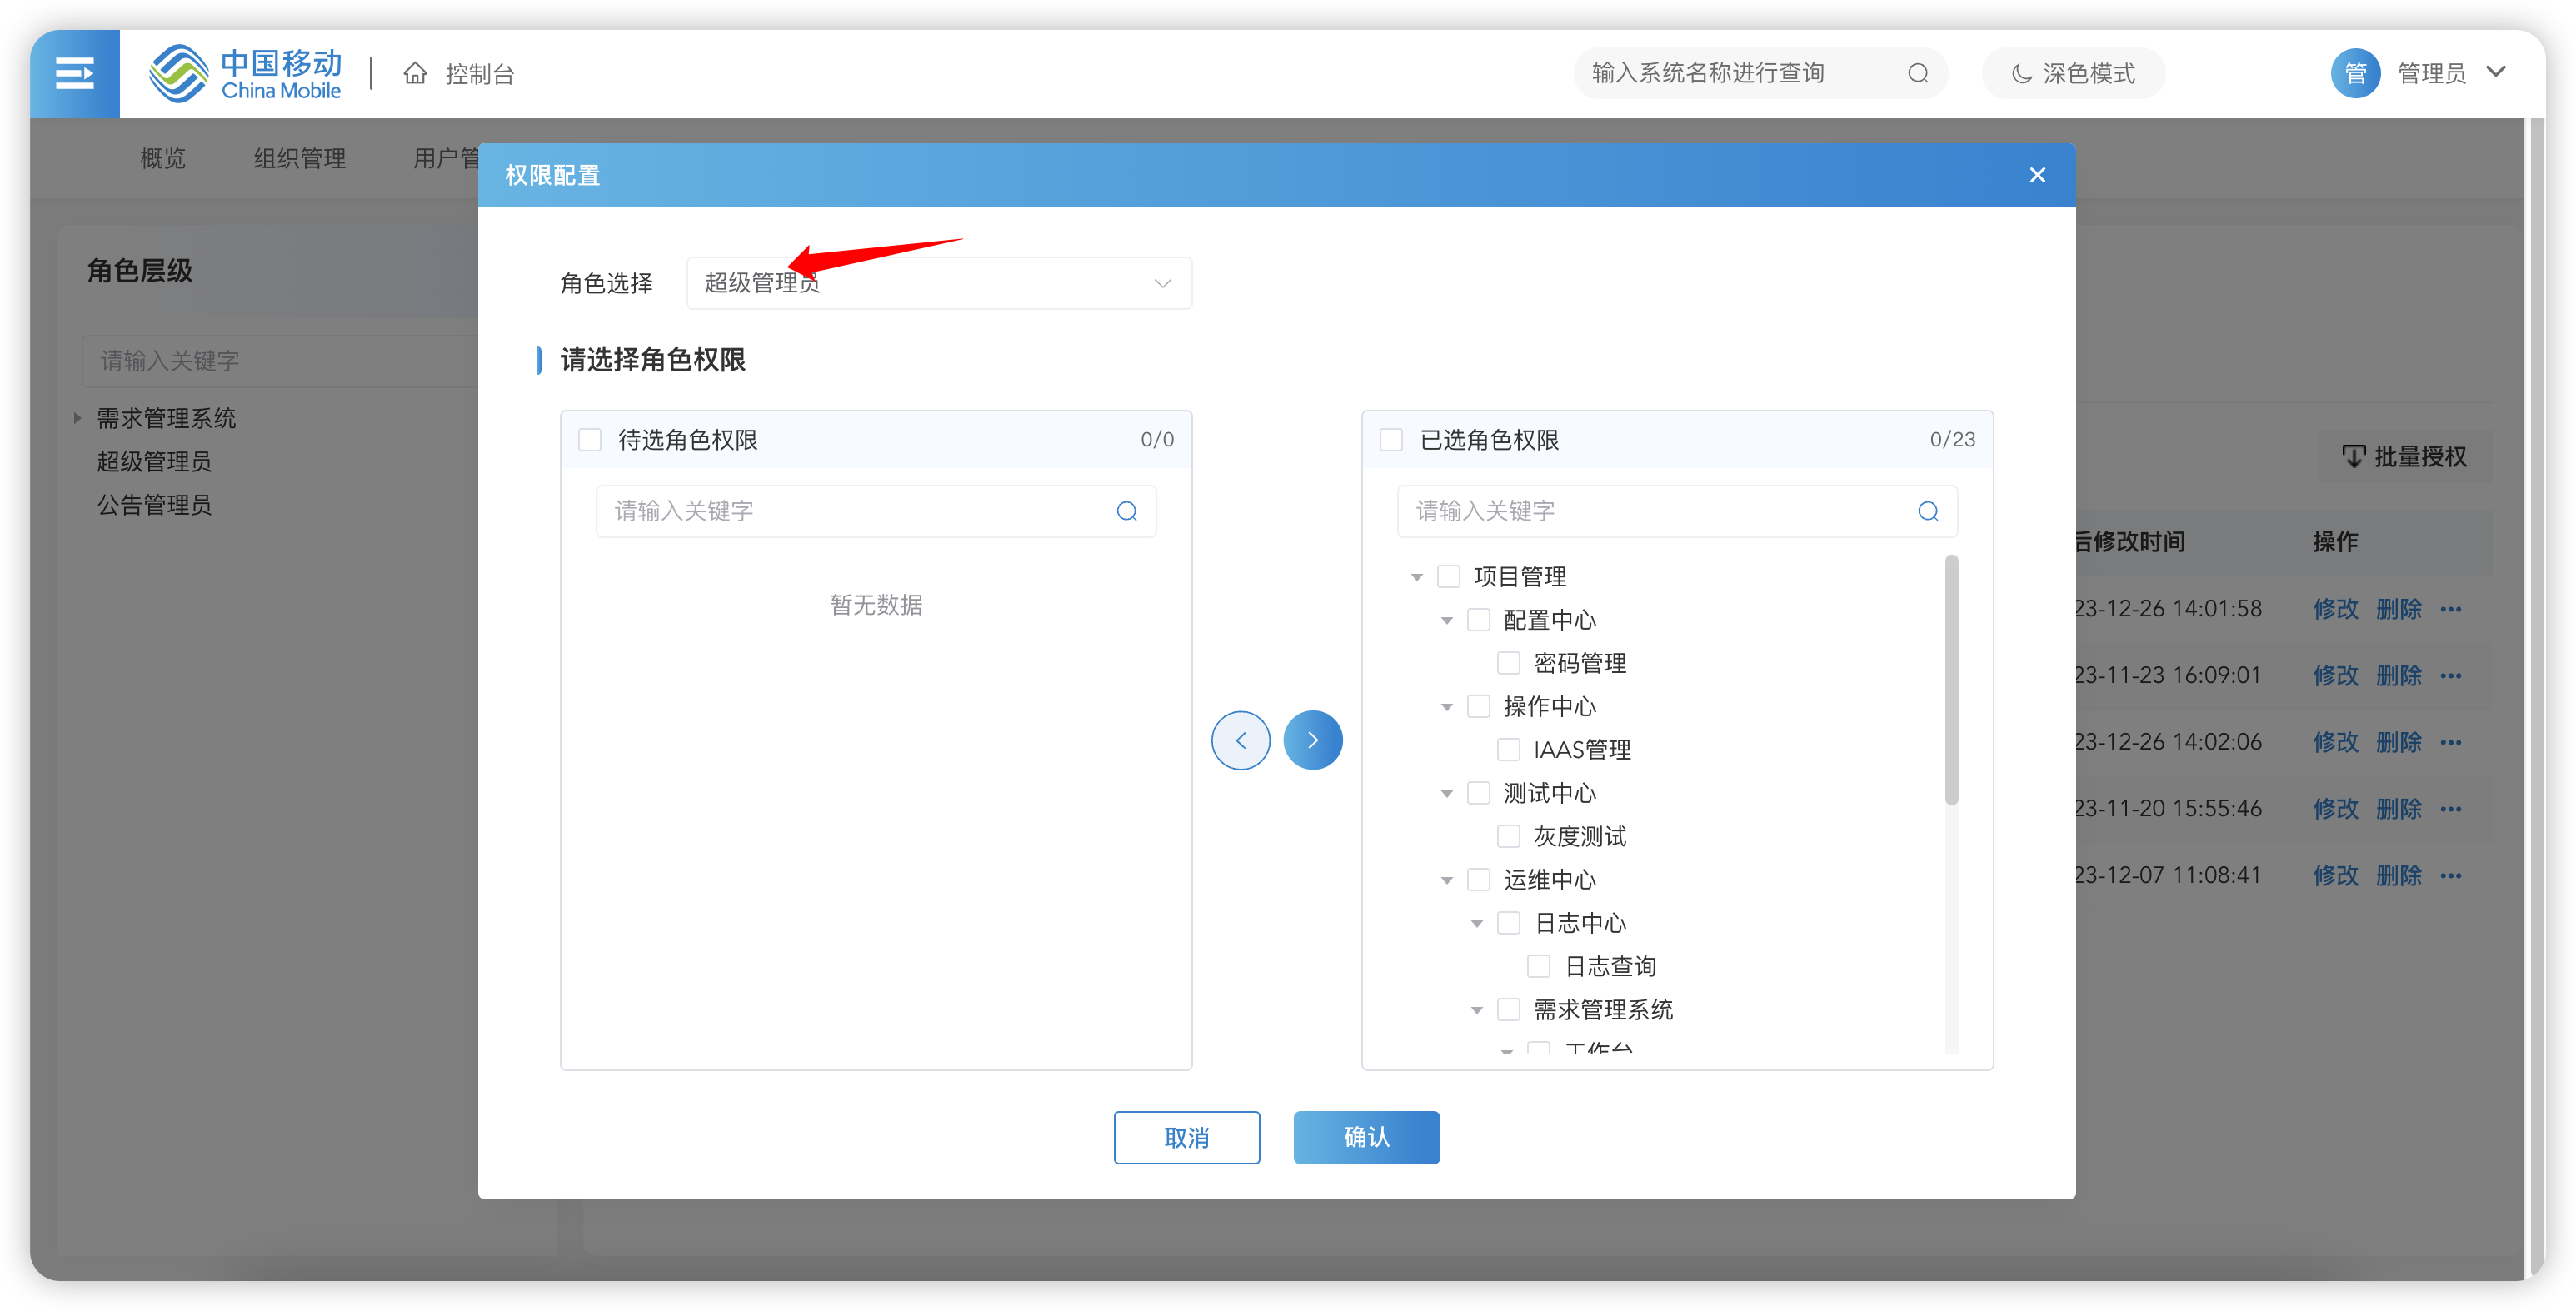 中国移动
China Mobile
控制台
输入系统名称进行查询
深色模式
管
管理员
概览
组织管理
用户管
权限配置
角色层级
角色选择
超级管理员
请选择角色权限
请输入关键字
需求管理系统
超级管理员
公告管理员
待选角色权限
0/0
请输入关键字
暂无数据
已选角色权限
0/23
请输入关键字
项目管理
配置中心
密码管理
操作中心
IAAS管理
测试中心
灰度测试
运维中心
日志中心
日志查询
需求管理系统
工作台
批量授权
后修改时间
操作
23-12-26 14:01:58
修改 删除 •••
23-11-23 16:09:01
修改 删除 •••
23-12-26 14:02:06
修改 删除 •••
23-11-20 15:55:46
修改 删除 •••
23-12-07 11:08:41
修改 删除 •••
取消
确认